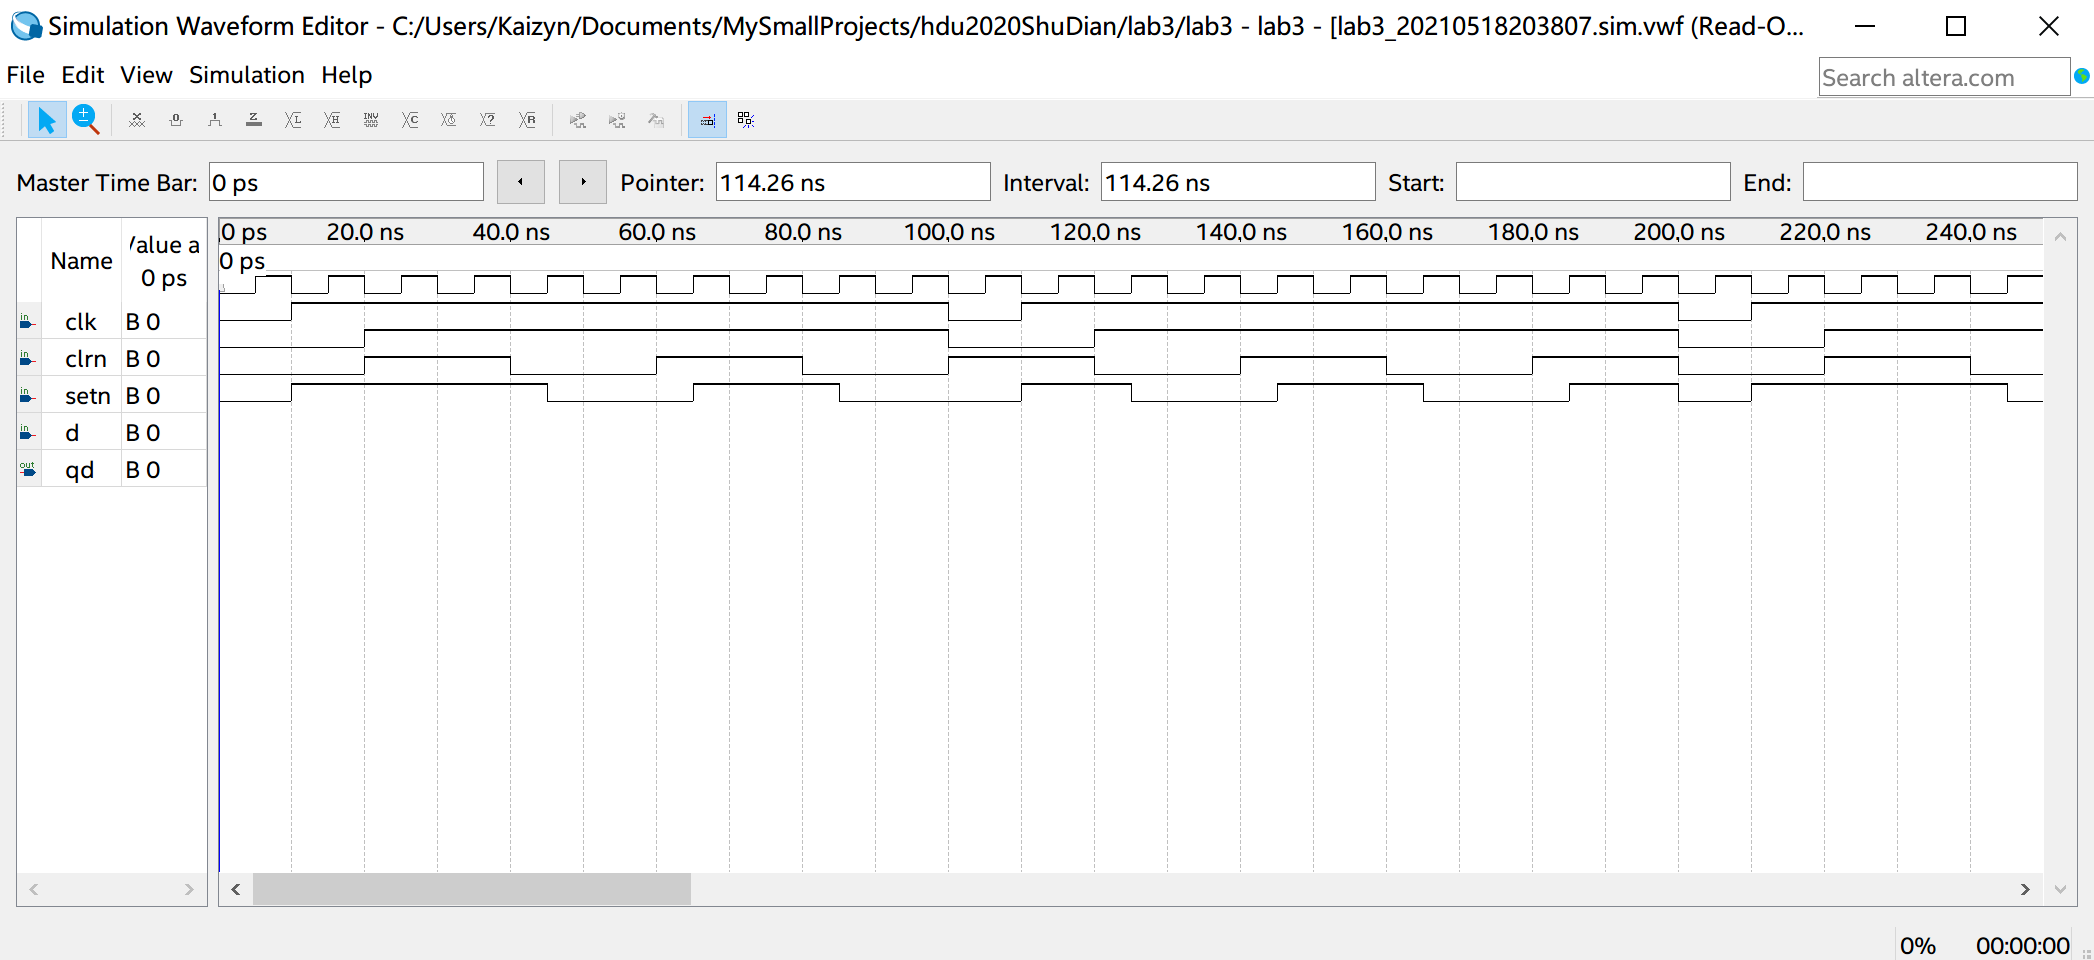 Simulation Waveform Editor - C:/Users/Kaizyn/Documents/MySmallProjects/hdu2020ShuDian/lab3/lab3 - lab3 - [lab3_20210518203807.sim.vwf (Read-O...
File Edit View Simulation Help
Search altera.com
Master Time Bar: 0 ps Pointer: 114.26 ns Interval: 114.26 ns Start: End:
Name /alue a 0 ps
0 ps 20.0 ns 40.0 ns 60.0 ns 80.0 ns 100.0 ns 120.0 ns 140.0 ns 160.0 ns 180.0 ns 200.0 ns 220.0 ns 240.0 ns
0 ps
in clk B 0
in clrn B 0
in setn B 0
in d B 0
out qd B 0
0% 00:00:00